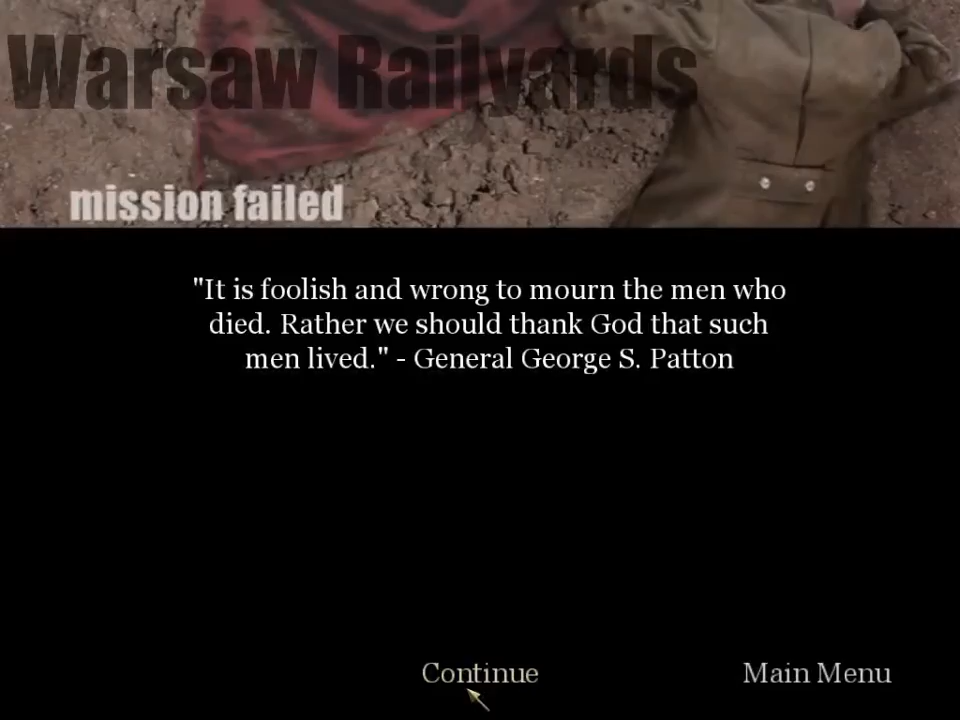 Warsaw Railyards
mission failed
"It is foolish and wrong to mourn the men who
died. Rather we should thank God that such
men lived." - General George S. Patton
Continue
Main Menu